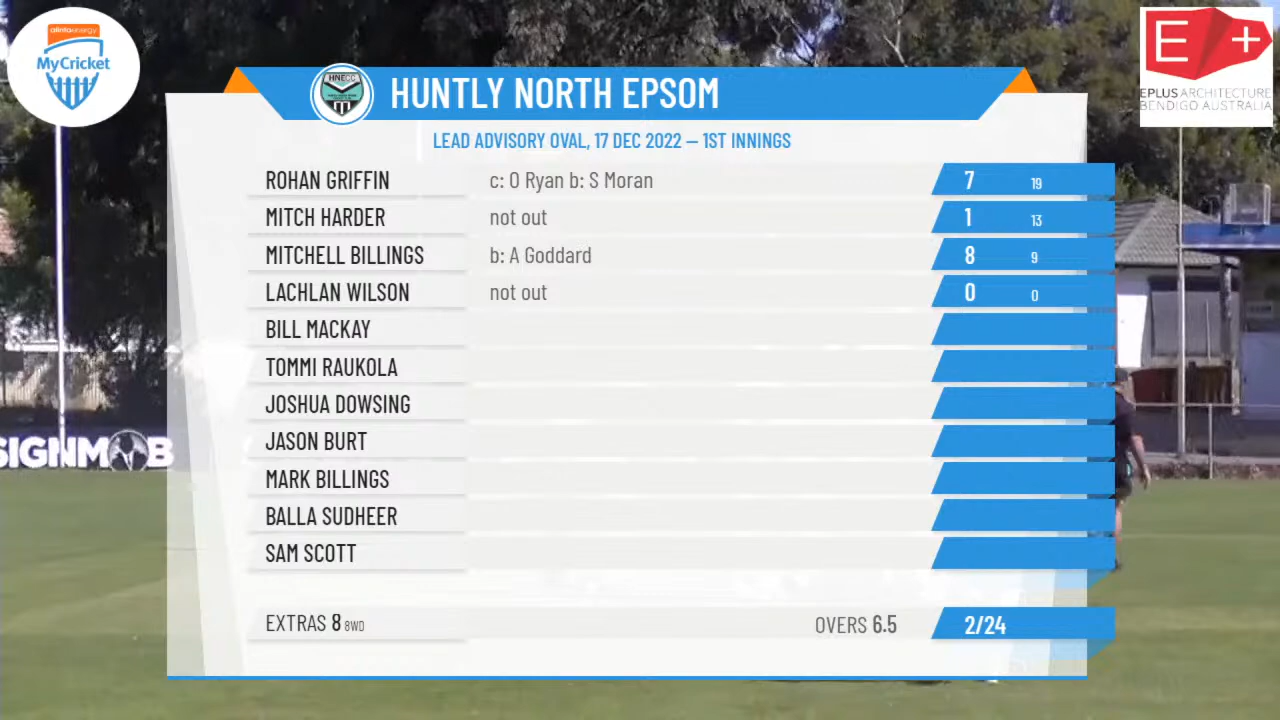 alintaenergy
MyCricket
HNECC
HUNTLY NORTH EPSOM
E+
EPLUS ARCHITECTURE
BENDIGO AUSTRALIA
LEAD ADVISORY OVAL, 17 DEC 2022 – 1ST INNINGS
ROHAN GRIFFIN c: O Ryan b: S Moran 7 19
MITCH HARDER not out 1 13
MITCHELL BILLINGS b: A Goddard 8 9
LACHLAN WILSON not out 0 0
BILL MACKAY
TOMMI RAUKOLA
JOSHUA DOWSING
JASON BURT
MARK BILLINGS
BALLA SUDHEER
SAM SCOTT
SIGNMOB
EXTRAS 8 8WD OVERS 6.5 2/24